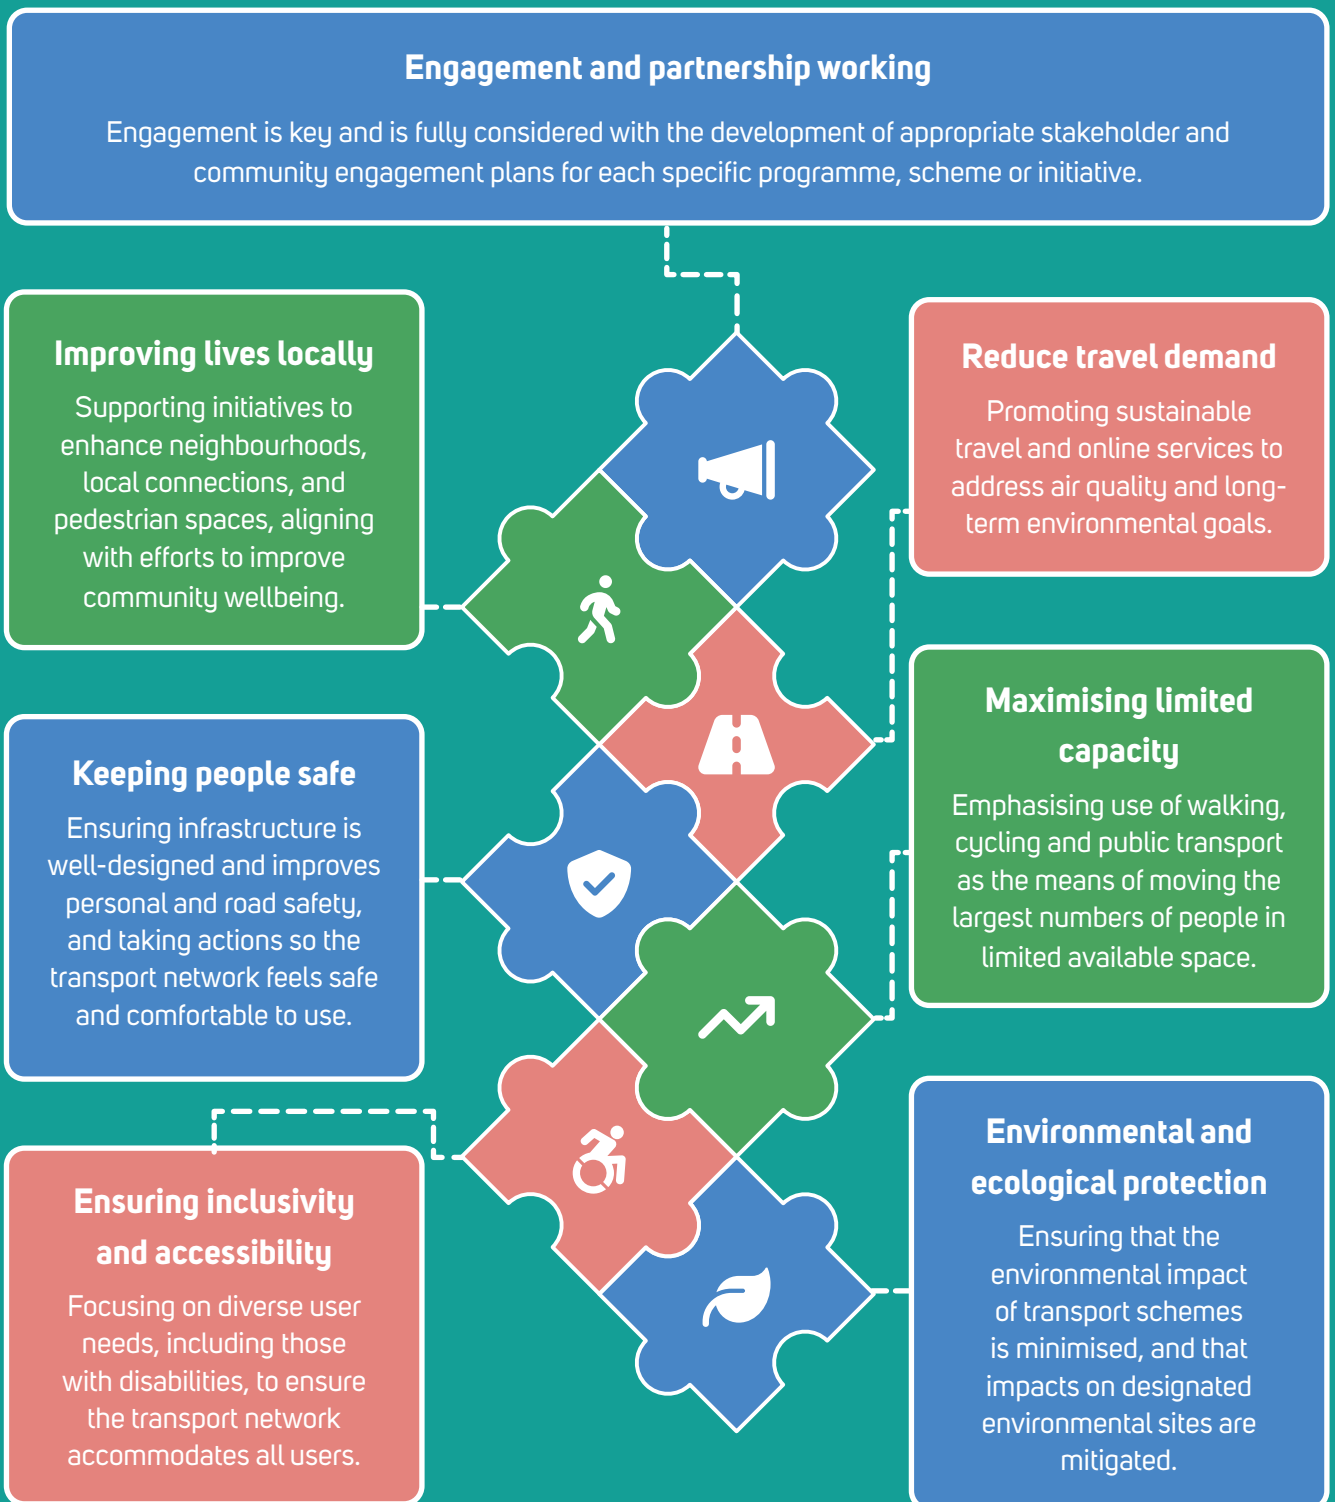 Engagement and partnership working
Engagement is key and is fully considered with the development of appropriate stakeholder and
community engagement plans for each specific programme, scheme or initiative.
Improving lives locally
Supporting initiatives to
enhance neighbourhoods,
local connections, and
pedestrian spaces, aligning
with efforts to improve
community wellbeing.
Reduce travel demand
Promoting sustainable
travel and online services to
address air quality and long-
term environmental goals.
Keeping people safe
Ensuring infrastructure is
well-designed and improves
personal and road safety,
and taking actions so the
transport network feels safe
and comfortable to use.
Maximising limited
capacity
Emphasising use of walking,
cycling and public transport
as the means of moving the
largest numbers of people in
limited available space.
Ensuring inclusivity
and accessibility
Focusing on diverse user
needs, including those
with disabilities, to ensure
the transport network
accommodates all users.
Environmental and
ecological protection
Ensuring that the
environmental impact
of transport schemes
is minimised, and that
impacts on designated
environmental sites are
mitigated.